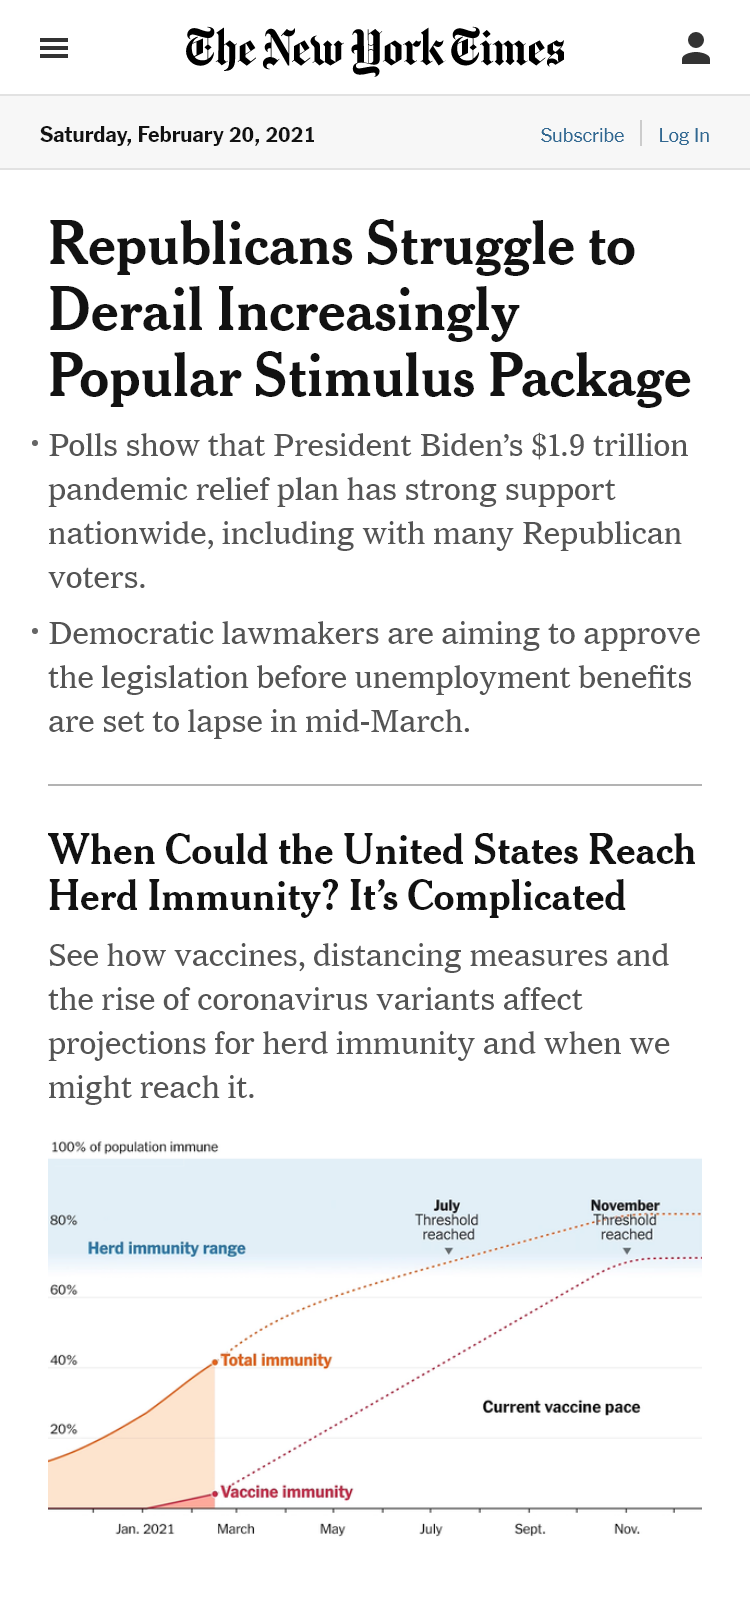 The New York Times
Saturday, February 20, 2021
Subscribe
Log In
Republicans Struggle to
Derail Increasingly
Popular Stimulus Package
• Polls show that President Biden’s $1.9 trillion
pandemic relief plan has strong support
nationwide, including with many Republican
voters.
• Democratic lawmakers are aiming to approve
the legislation before unemployment benefits
are set to lapse in mid-March.
When Could the United States Reach
Herd Immunity? It’s Complicated
See how vaccines, distancing measures and
the rise of coronavirus variants affect
projections for herd immunity and when we
might reach it.
100% of population immune
July
Threshold
reached
November
Threshold
reached
80%
Herd immunity range
60%
40%
Total immunity
Current vaccine pace
20%
Vaccine immunity
Jan. 2021
March
May
July
Sept.
Nov.